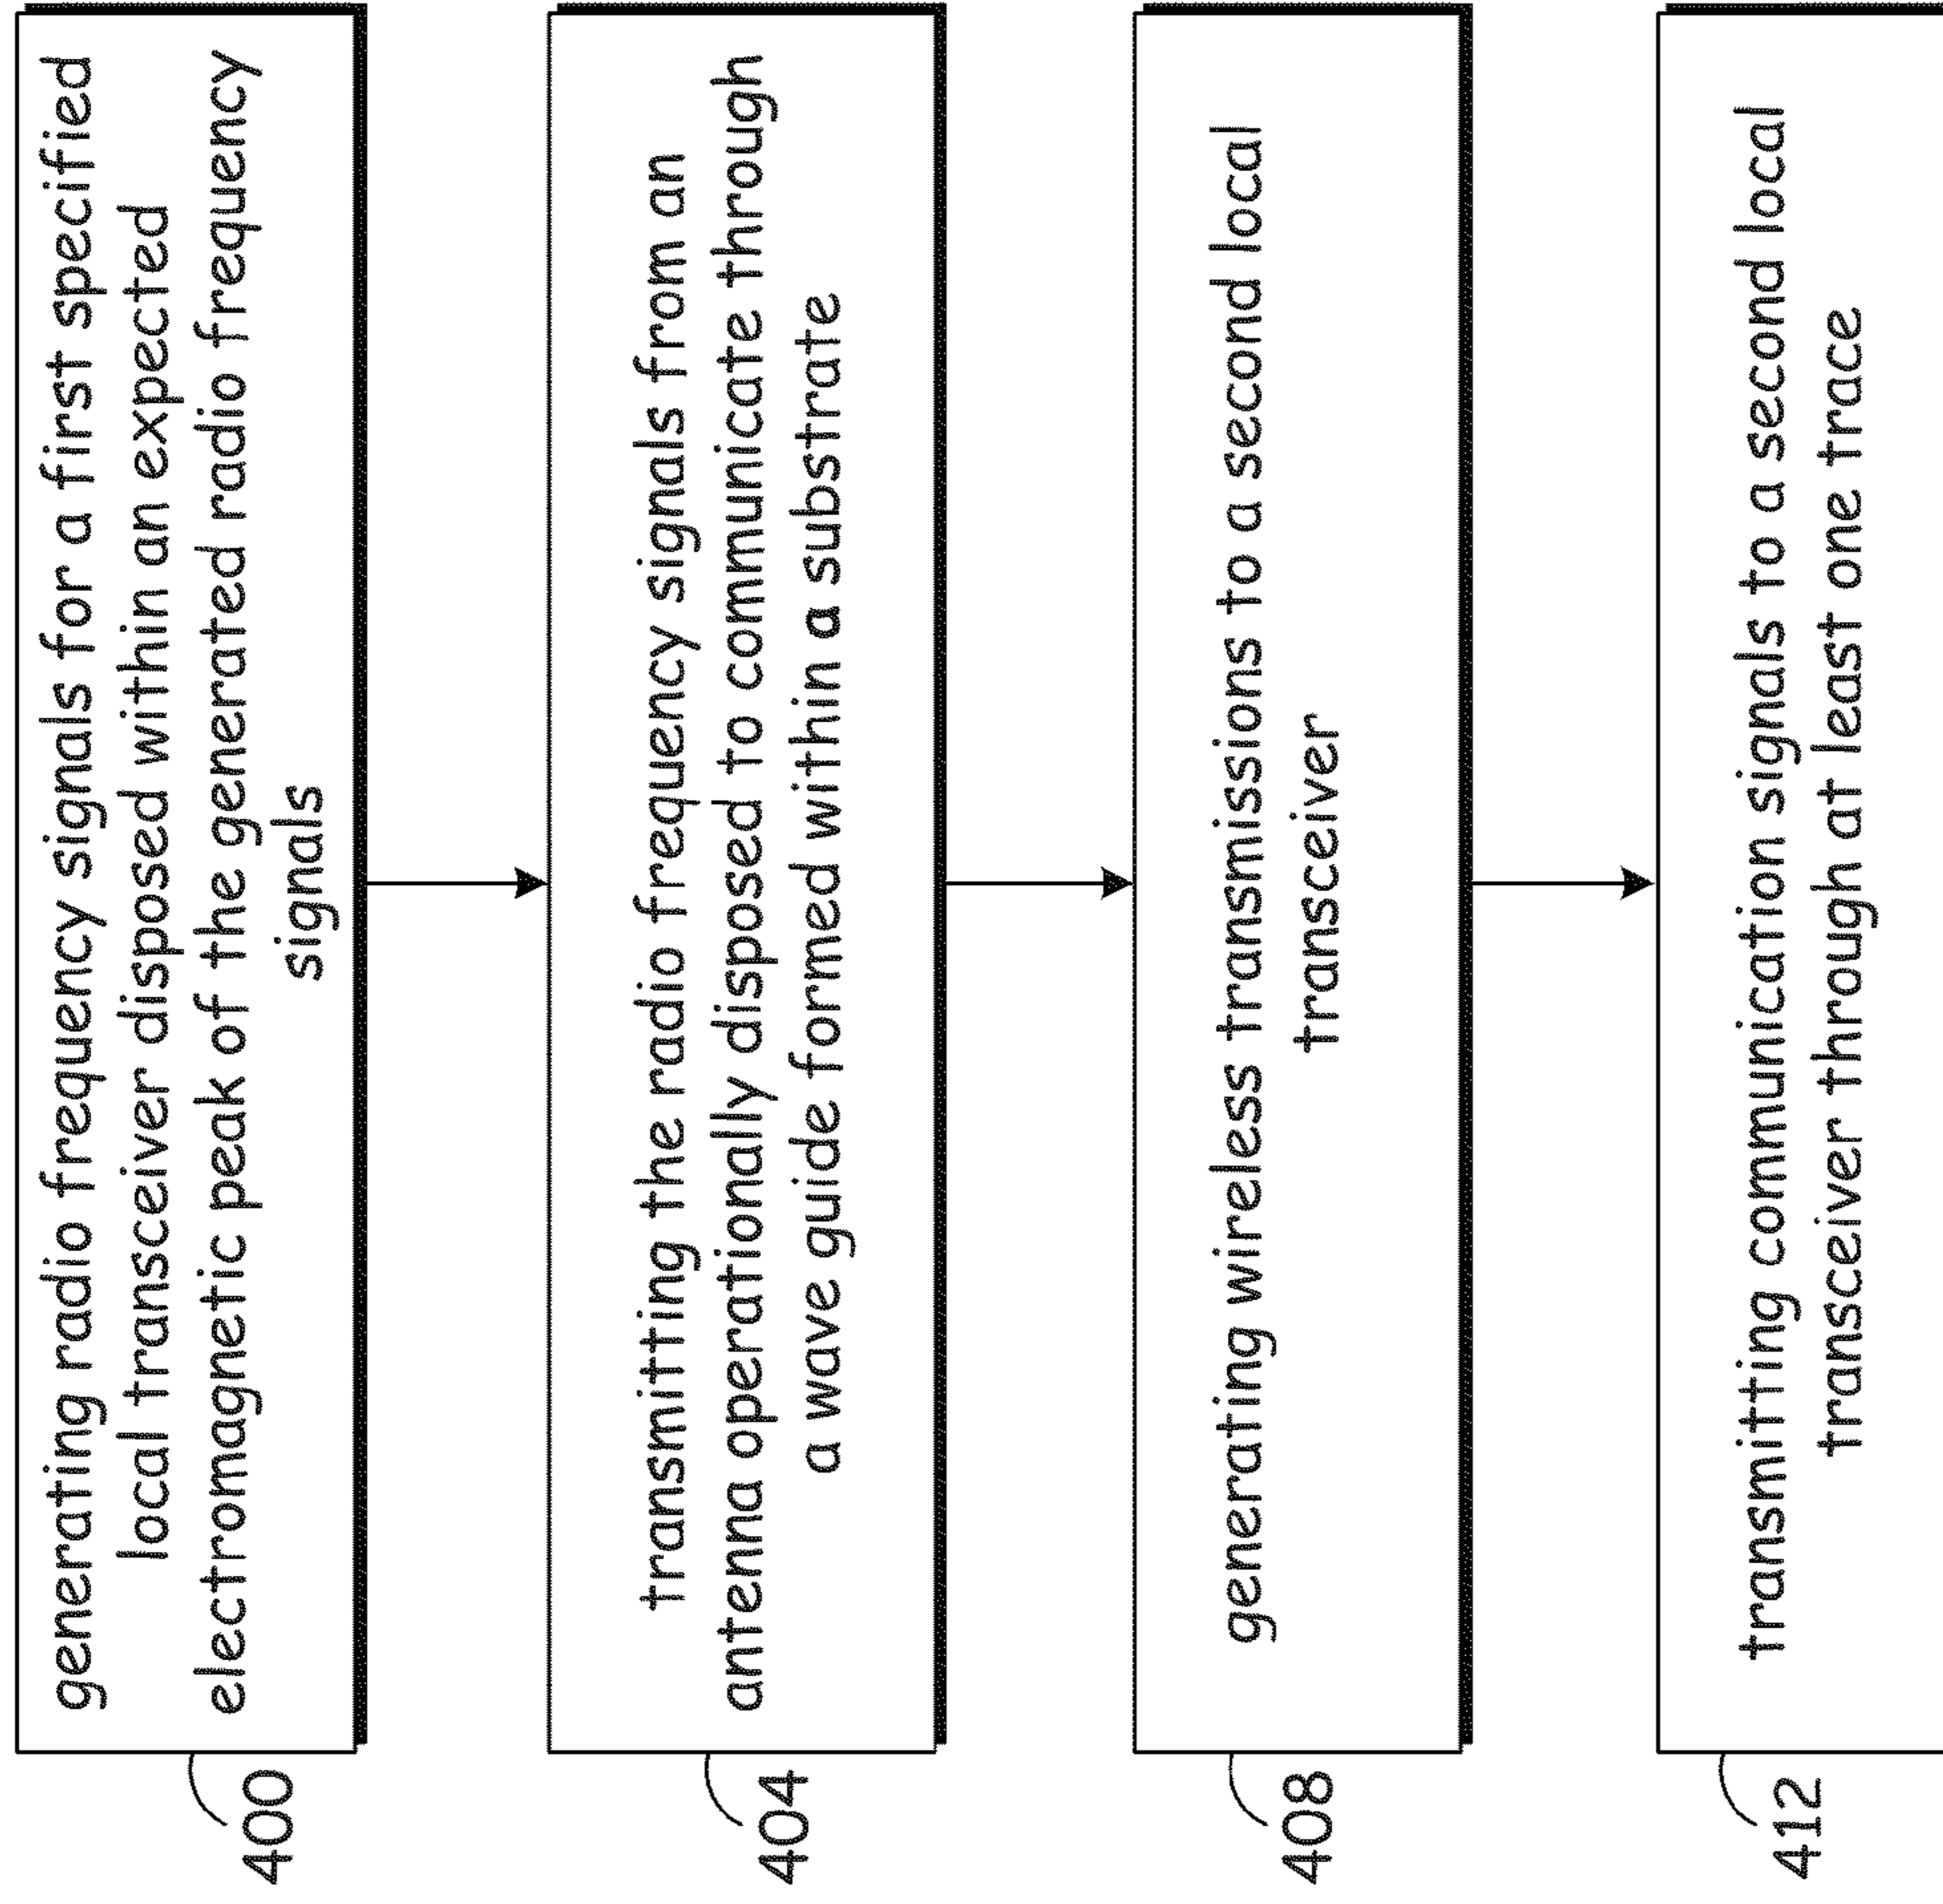 generating radio frequency signals for a first specified
local transceiver disposed within an expected
electromagnetic peak of the generated radio frequency
signals
400
transmitting the radio frequency signals from an
antenna operationally disposed to communicate through
a wave guide formed within a substrate
404
generating wireless transmissions to a second local
transceiver
408
transmitting communication signals to a second local
transceiver through at least one trace
412